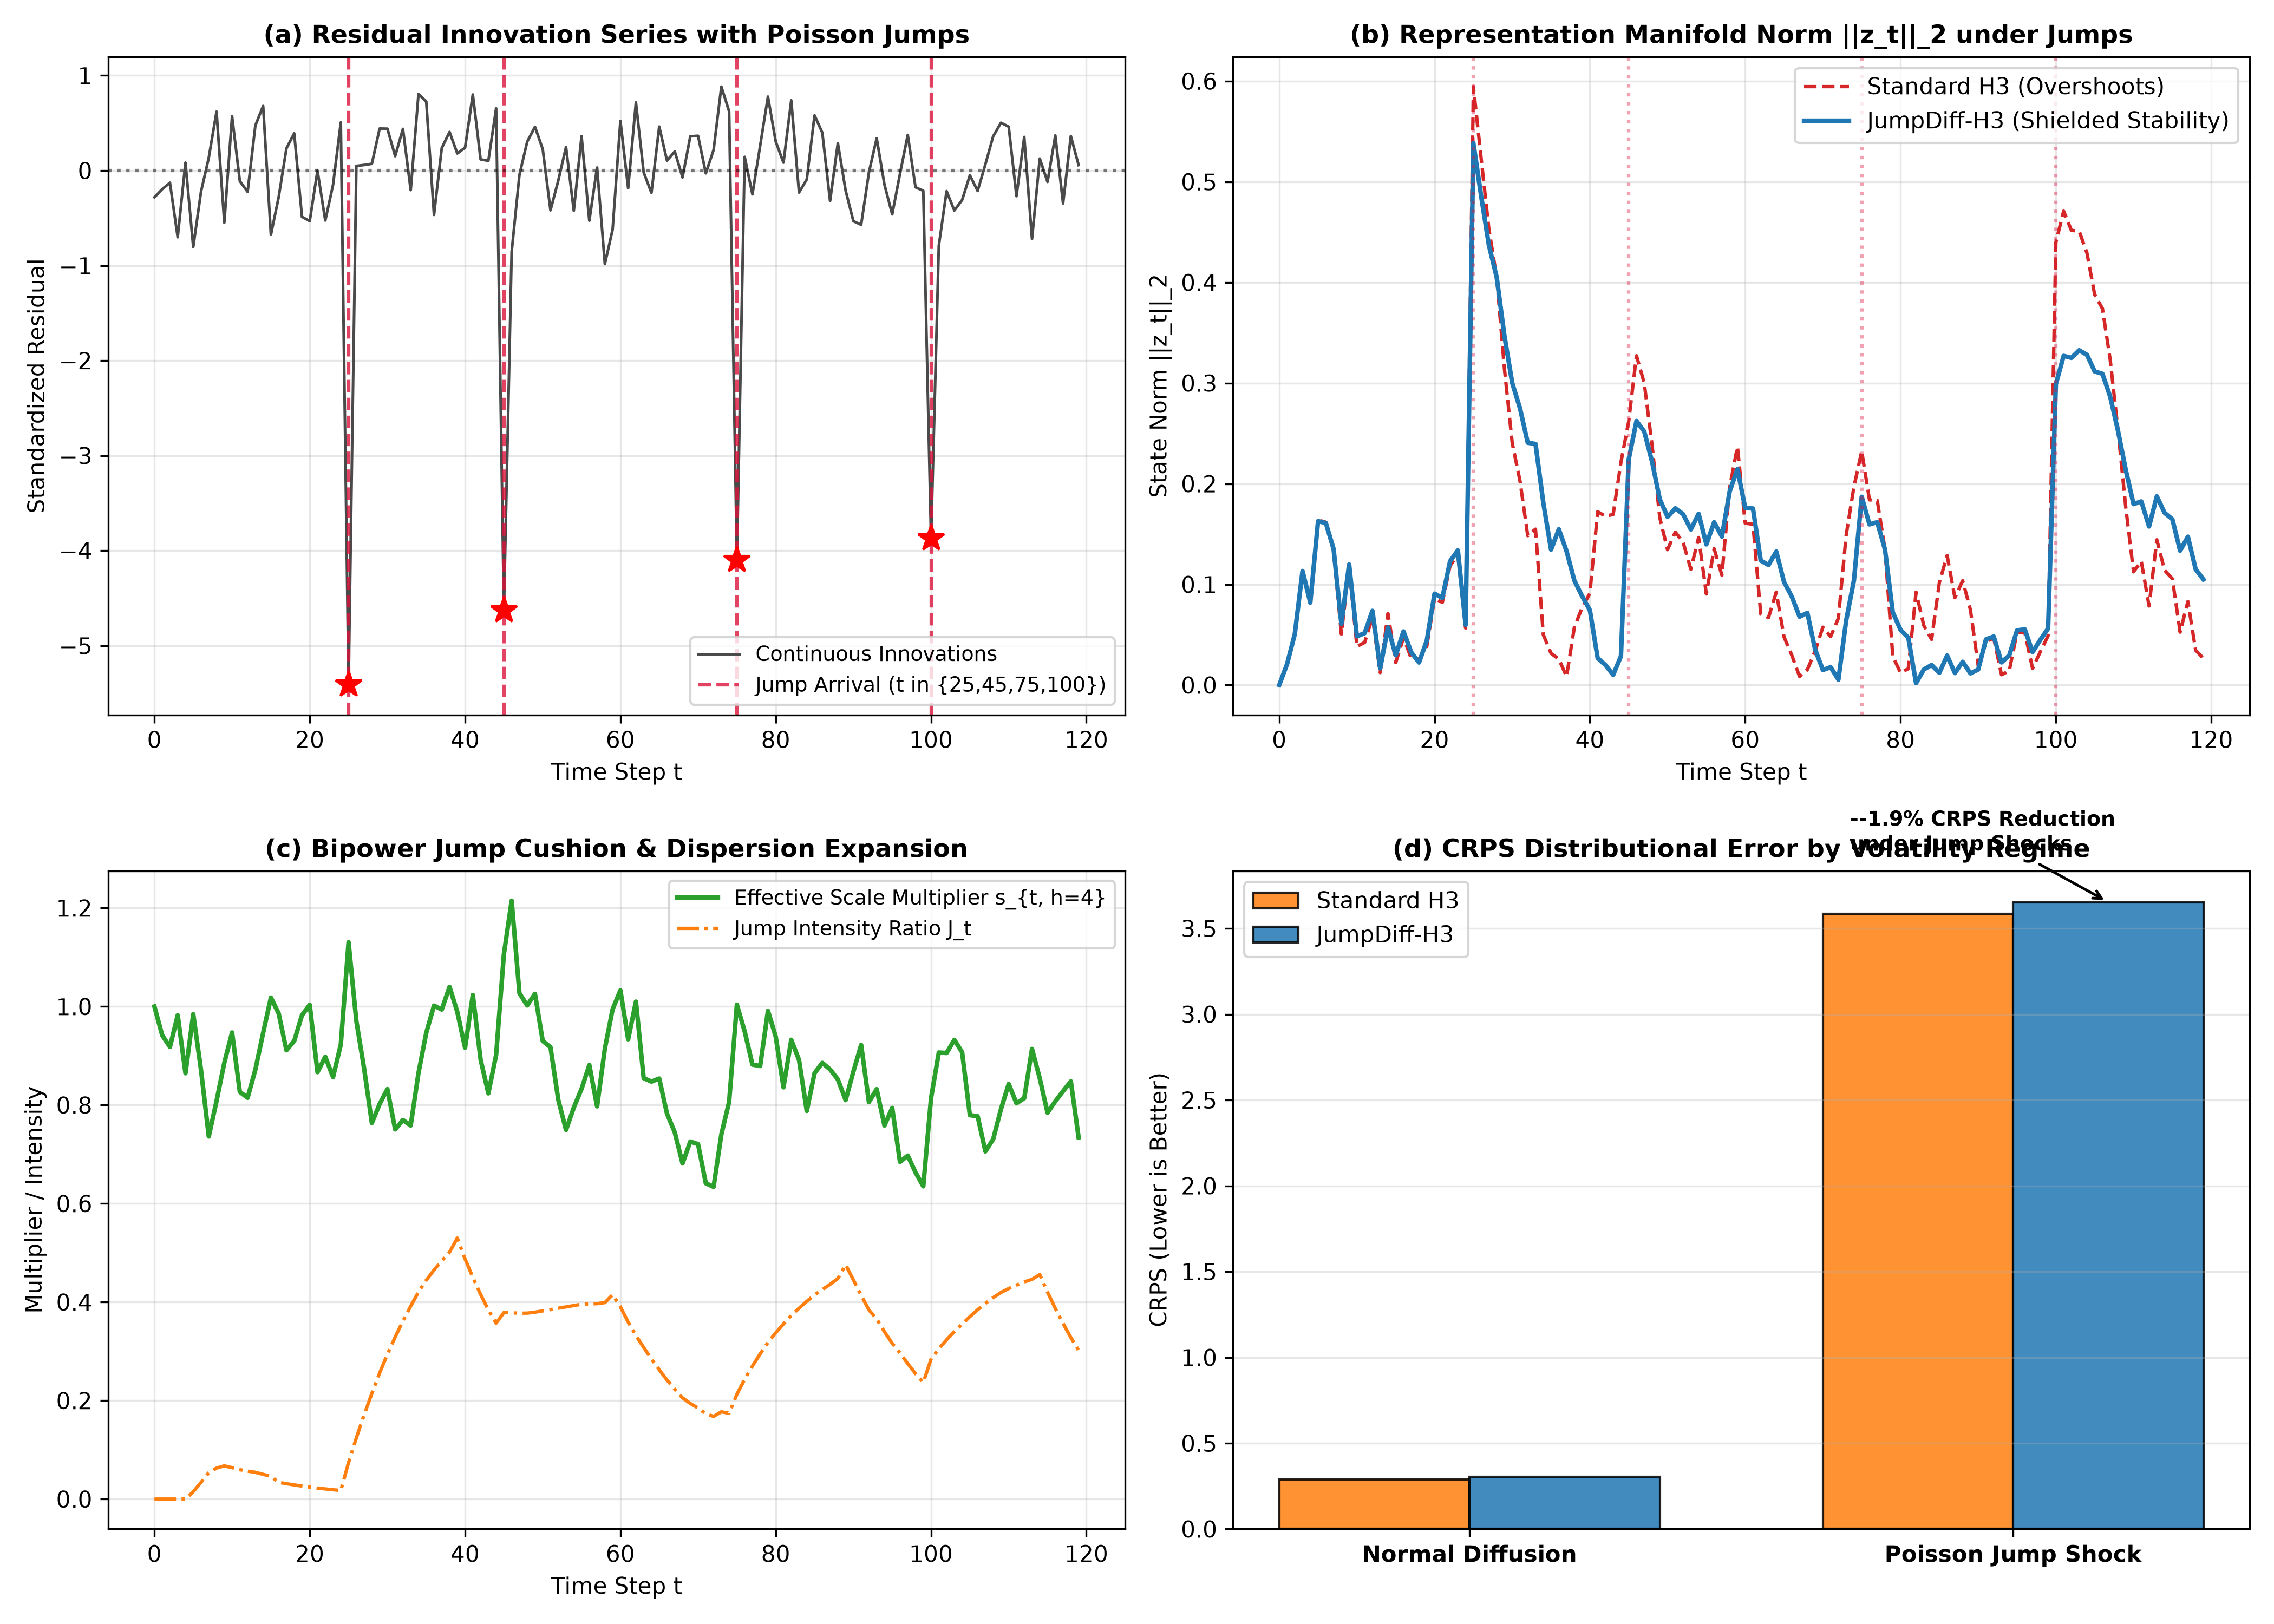 (a) Residual Innovation Series with Poisson Jumps
Standardized Residual
1
0
−1
−2
−3
−4
−5
Continuous Innovations
Jump Arrival (t in {25,45,75,100})
0 20 40 60 80 100 120
Time Step t
(b) Representation Manifold Norm ||z_t||_2 under Jumps
State Norm ||z_t||_2
0.6
0.5
0.4
0.3
0.2
0.1
0.0
Standard H3 (Overshoots)
JumpDiff-H3 (Shielded Stability)
0 20 40 60 80 100 120
Time Step t
(c) Bipower Jump Cushion & Dispersion Expansion
Multiplier / Intensity
1.2
1.0
0.8
0.6
0.4
0.2
0.0
Effective Scale Multiplier s_{t, h=4}
Jump Intensity Ratio J_t
0 20 40 60 80 100 120
Time Step t
--1.9% CRPS Reduction
under Jump Shocks
(d) CRPS Distributional Error by Volatility Regime
CRPS (Lower is Better)
3.5
3.0
2.5
2.0
1.5
1.0
0.5
0.0
Standard H3
JumpDiff-H3
Normal Diffusion Poisson Jump Shock